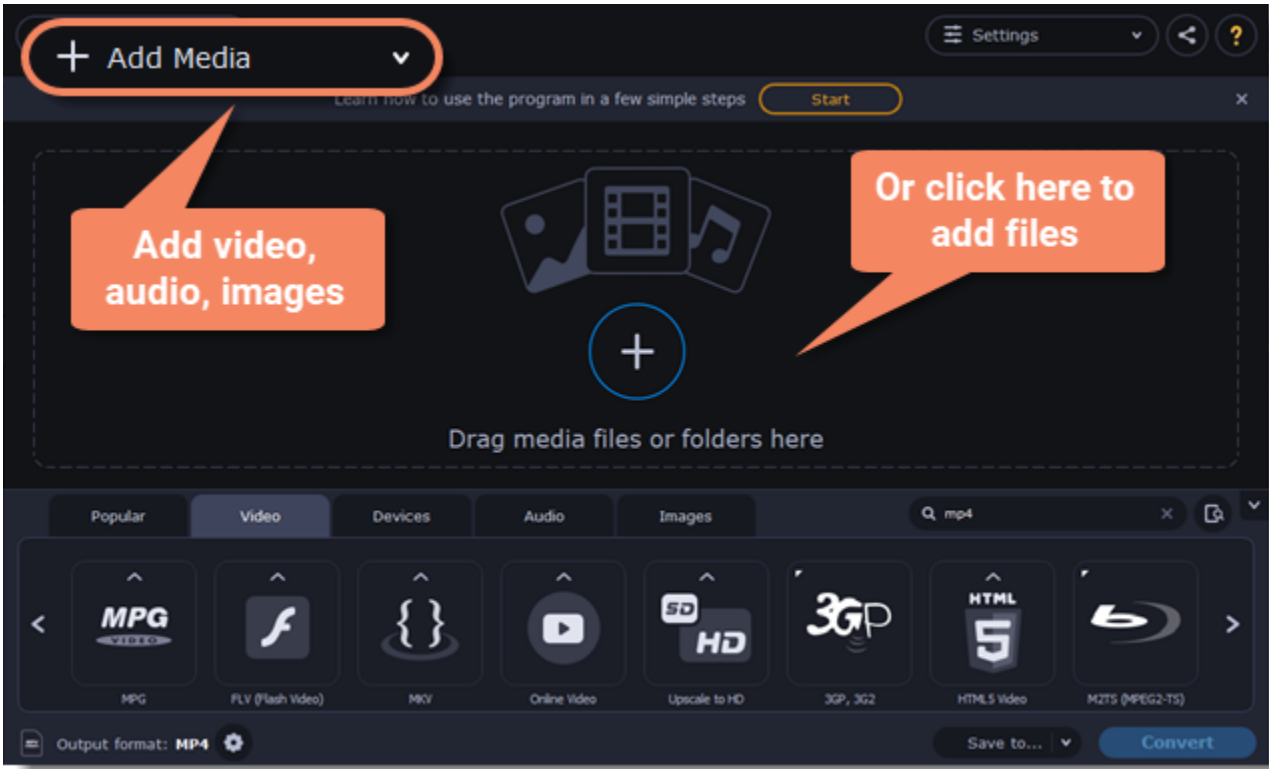 Add Media
Settings
?
Learn how to use the program in a few simple steps
Start
Add video,
audio, images
Or click here to
add files
Drag media files or folders here
Popular
Video
Devices
Audio
Images
mp4
MPG
VIDEO
SD
HD
3GP
HTML
5
MPG
FLV (Flash Video)
MKV
Online Video
Upscale to HD
3GP, 3G2
HTML5 Video
M2TS (MPEG2-TS)
Output format: MP4
Save to...
Convert